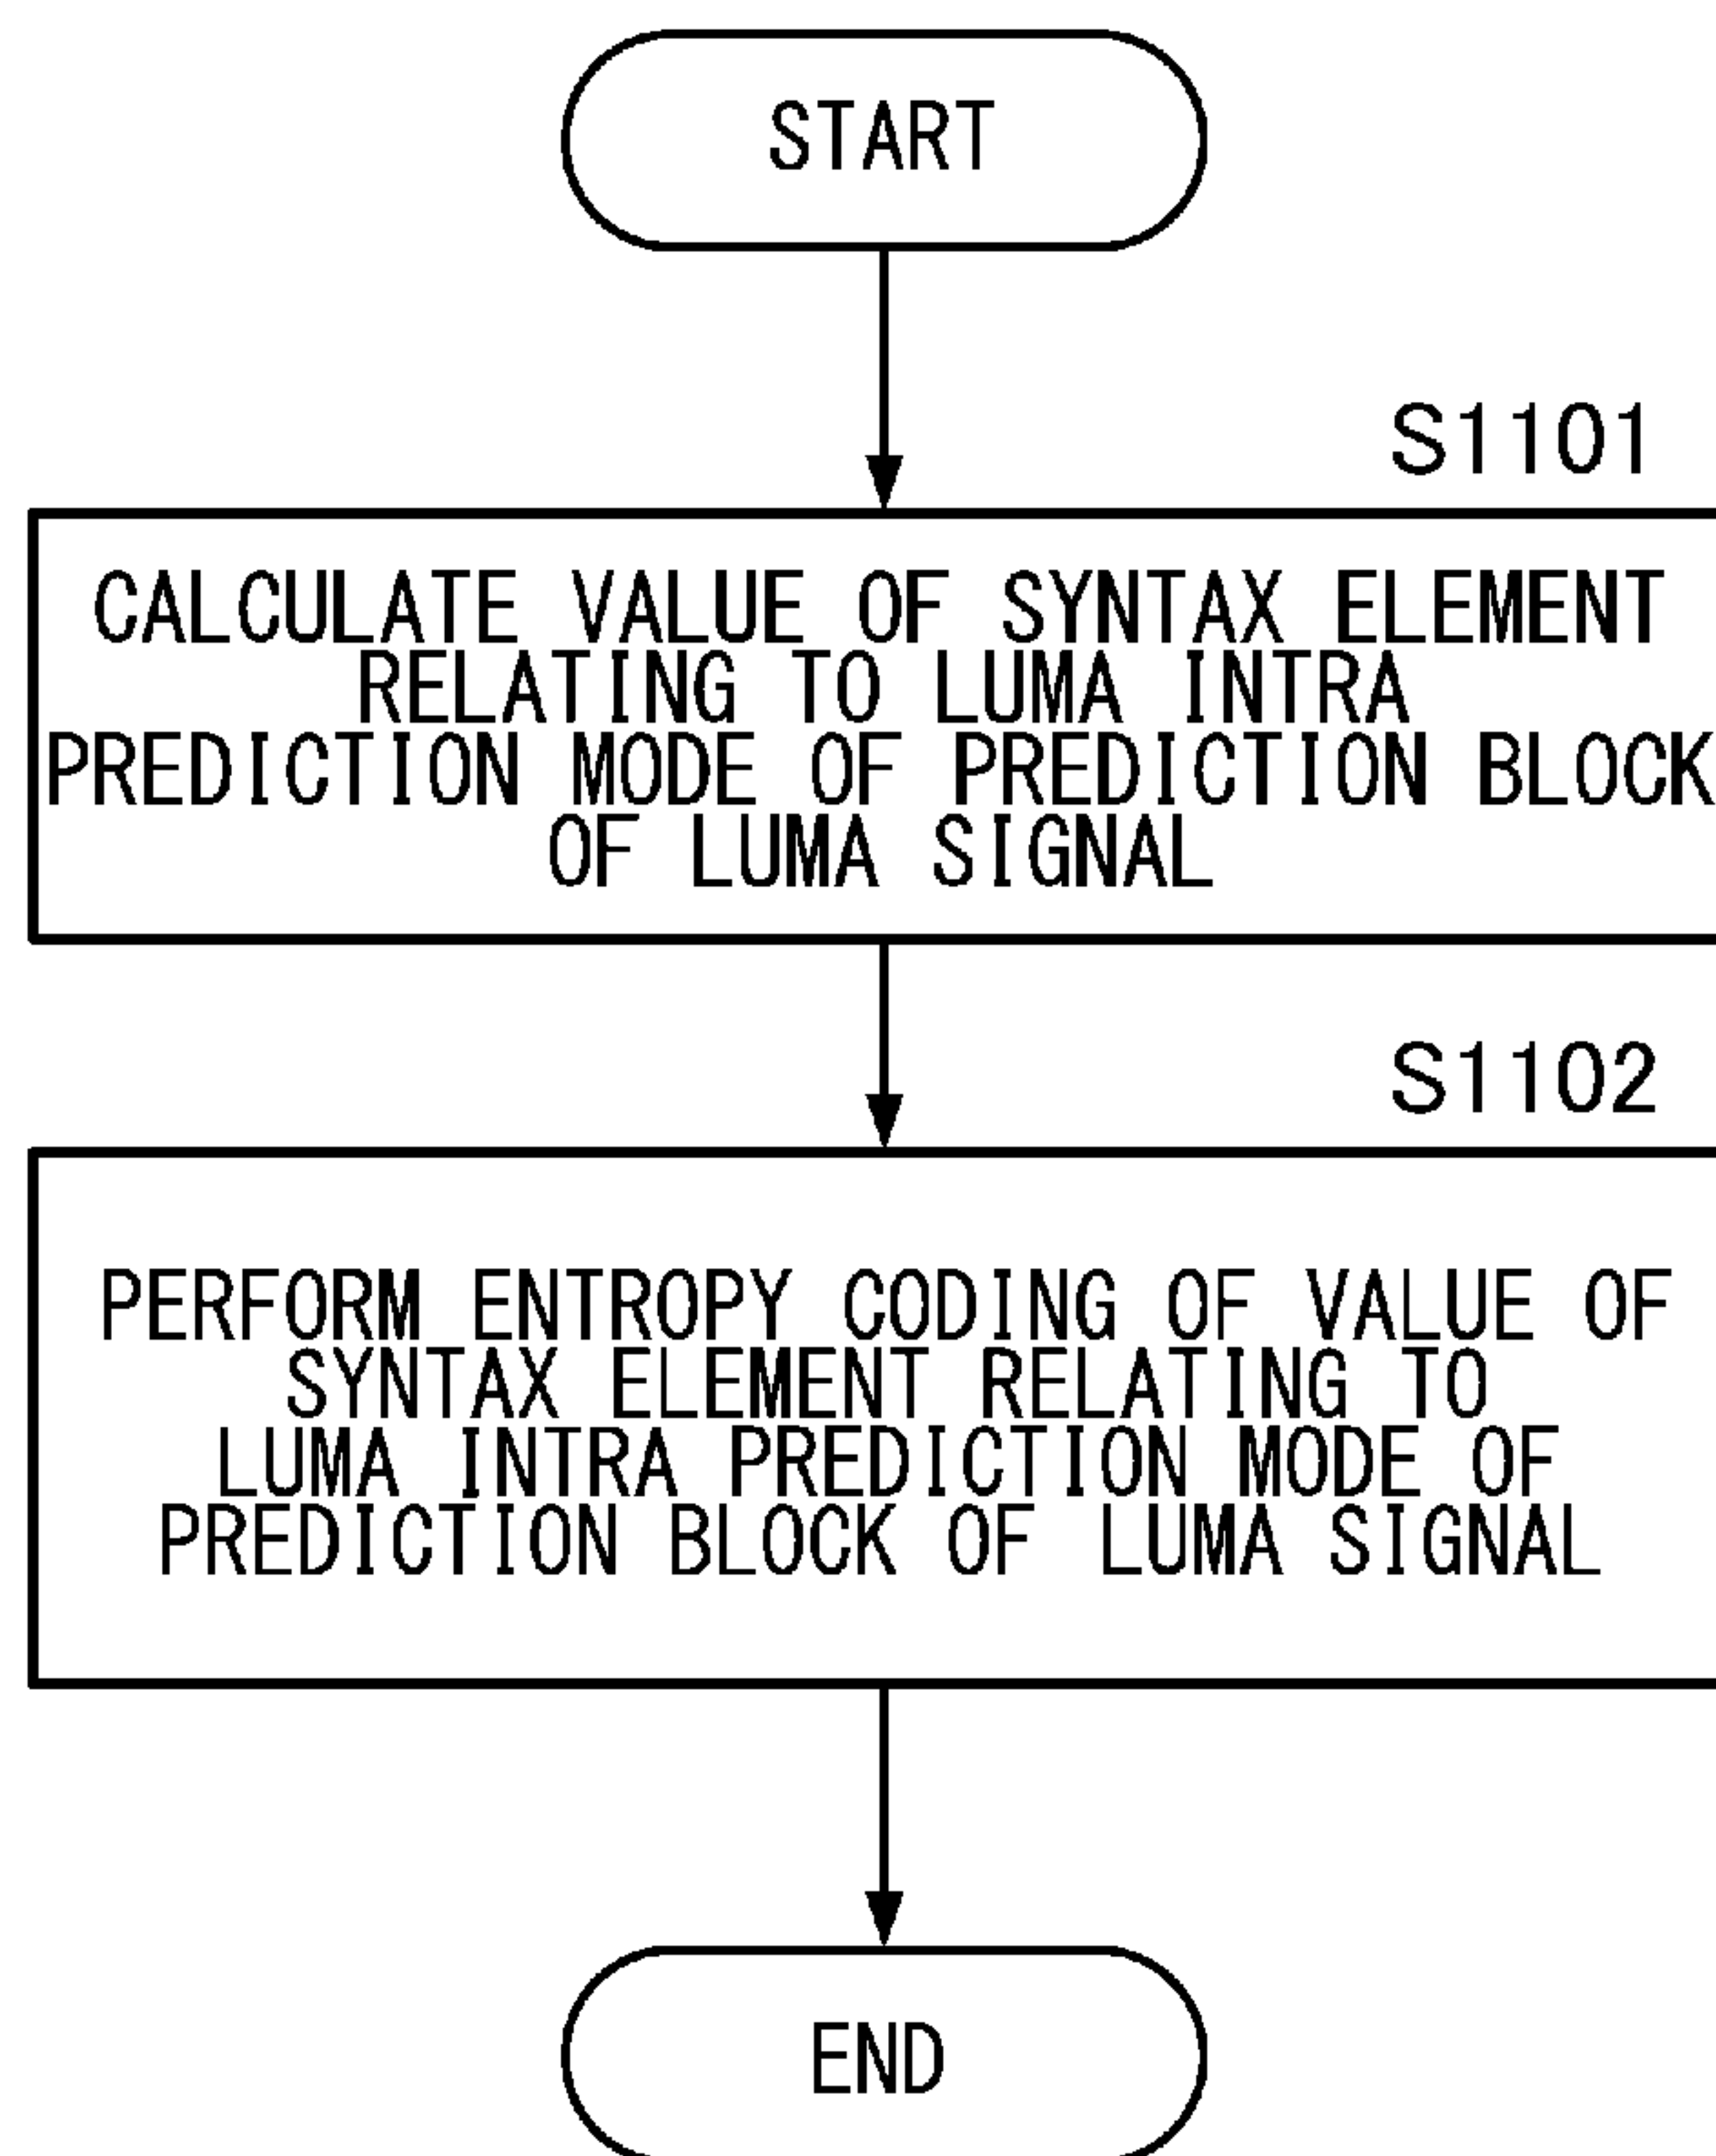 START
S1101
CALCULATE VALUE OF SYNTAX ELEMENT
RELATING TO LUMA INTRA
PREDICTION MODE OF PREDICTION BLOCK
OF LUMA SIGNAL
S1102
PERFORM ENTROPY CODING OF VALUE OF
SYNTAX ELEMENT RELATING TO
LUMA INTRA PREDICTION MODE OF
PREDICTION BLOCK OF LUMA SIGNAL
END